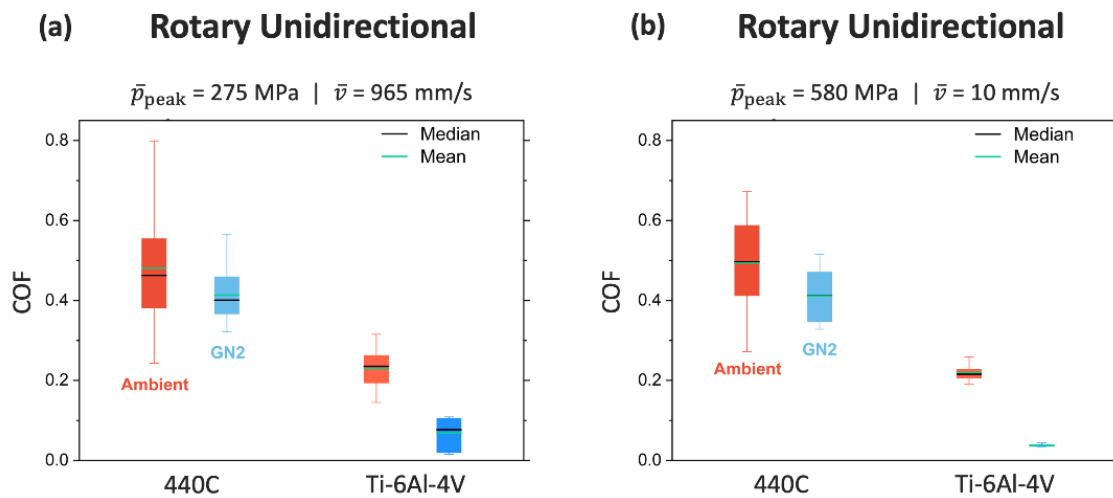 (a) Rotary Unidirectional
p̄peak = 275 MPa | v̄ = 965 mm/s
Median
Mean
0.8
0.6
0.4
0.2
0.0
COF
Ambient
GN2
440C
Ti-6Al-4V
(b) Rotary Unidirectional
p̄peak = 580 MPa | v̄ = 10 mm/s
Median
Mean
0.8
0.6
0.4
0.2
0.0
COF
Ambient
GN2
440C
Ti-6Al-4V